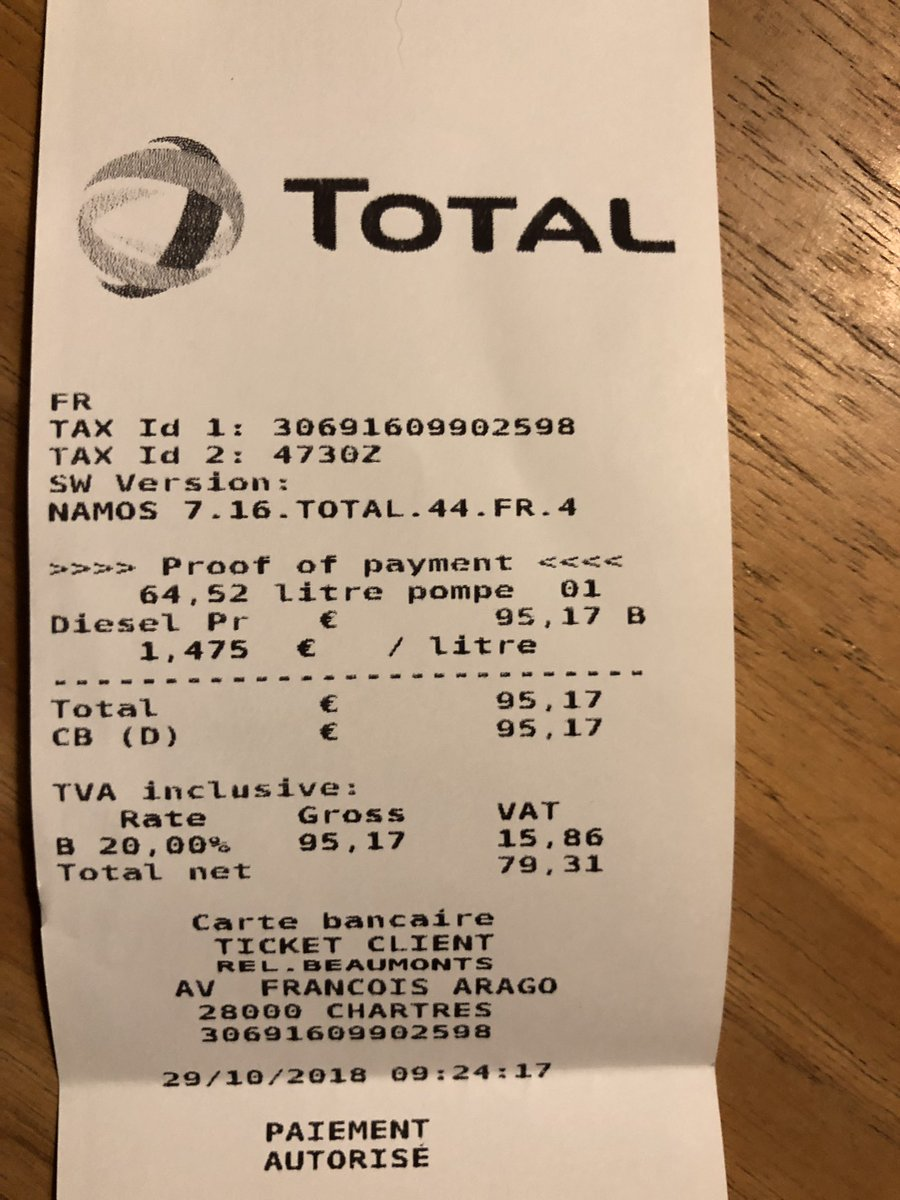 TOTAL
FR
TAX Id 1: 30691609902598
TAX Id 2: 4730Z
SW Version:
NAMOS 7.16.TOTAL.44.FR.4
>>>> Proof of payment <<<<
64,52 litre pompe 01
Diesel Pr € 95,17 B
1,475 € / litre
---------------------------
Total € 95,17
CB (D) € 95,17
TVA inclusive:
Rate Gross VAT
B 20,00% 95,17 15,86
Total net 79,31
Carte bancaire
TICKET CLIENT
REL.BEAUMONTS
AV FRANCOIS ARAGO
28000 CHARTRES
30691609902598
29/10/2018 09:24:17
PAIEMENT
AUTORISÉ